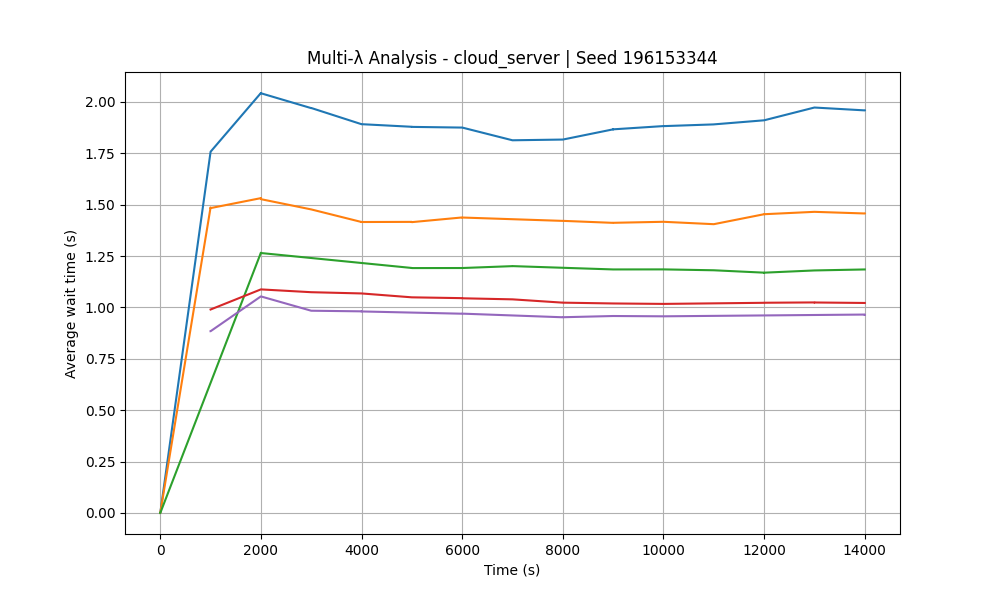 Multi-λ Analysis - cloud_server | Seed 196153344
Average wait time (s)
2.00
1.75
1.50
1.25
1.00
0.75
0.50
0.25
0.00
0 2000 4000 6000 8000 10000 12000 14000
Time (s)